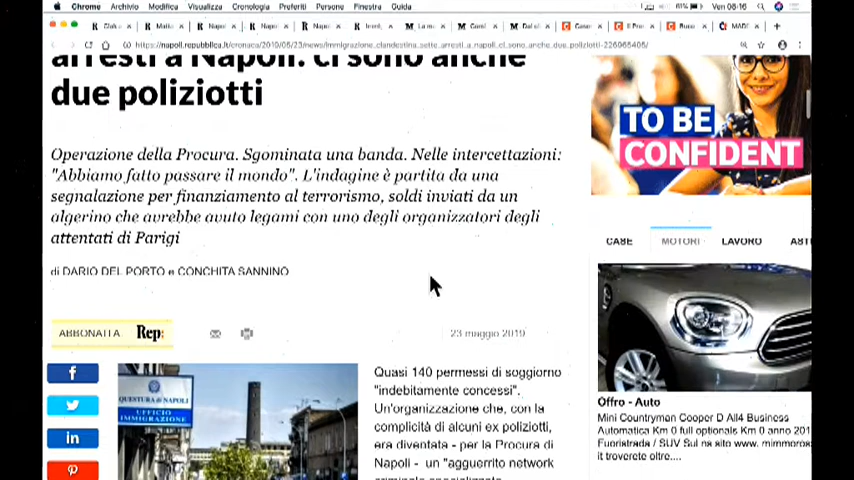 Chrome Archivio Modifica Visualizza Cronologia Preferiti Persone Finestra Guida
Ven 08:16
arresti a Napoli: ci sono anche
due poliziotti
Operazione della Procura. Sgominata una banda. Nelle intercettazioni:
"Abbiamo fatto passare il mondo". L'indagine è partita da una
segnalazione per finanziamento al terrorismo, soldi inviati da un
algerino che avrebbe avuto legami con uno degli organizzatori degli
attentati di Parigi
di DARIO DEL PORTO e CONCHITA SANNINO
ABBONATI A Rep:
23 maggio 2019
Quasi 140 permessi di soggiorno
"indebitamente concessi".
Un'organizzazione che, con la
complicità di alcuni ex poliziotti,
era diventata - per la Procura di
Napoli - un "agguerrito network
QUESTURA DI NAPOLI
UFFICIO
IMMIGRAZIONE
TO BE
CONFIDENT
CASE MOTORI LAVORO
Offro - Auto
Mini Countryman Cooper D All4 Business
Automatica Km 0 full optionals Km 0 anno 201
Fuoristrada / SUV Sul na sito www. mimmoros
it troverete oltre....